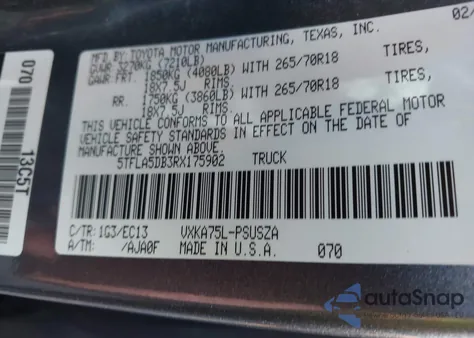 02/
MFD. BY:TOYOTA MOTOR MANUFACTURING, TEXAS, INC.
GVWR 3270KG (7210LB)
GAWR FRT. 1850KG (4080LB) WITH 265/70R18 TIRES,
18X7.5J RIMS
RR. 1750KG (3860LB) WITH 265/70R18 TIRES,
18X7.5J RIMS
THIS VEHICLE CONFORMS TO ALL APPLICABLE FEDERAL MOTOR
VEHICLE SAFETY STANDARDS IN EFFECT ON THE DATE OF
MANUFACTURE SHOWN ABOVE.
5TFLA5DB3RX175902 TRUCK
C/TR: 1G3/EC13 VXKA75L-PSUSZA
A/TM: /AJA0F MADE IN U.S.A. 070
070 13C5T
autoSnap